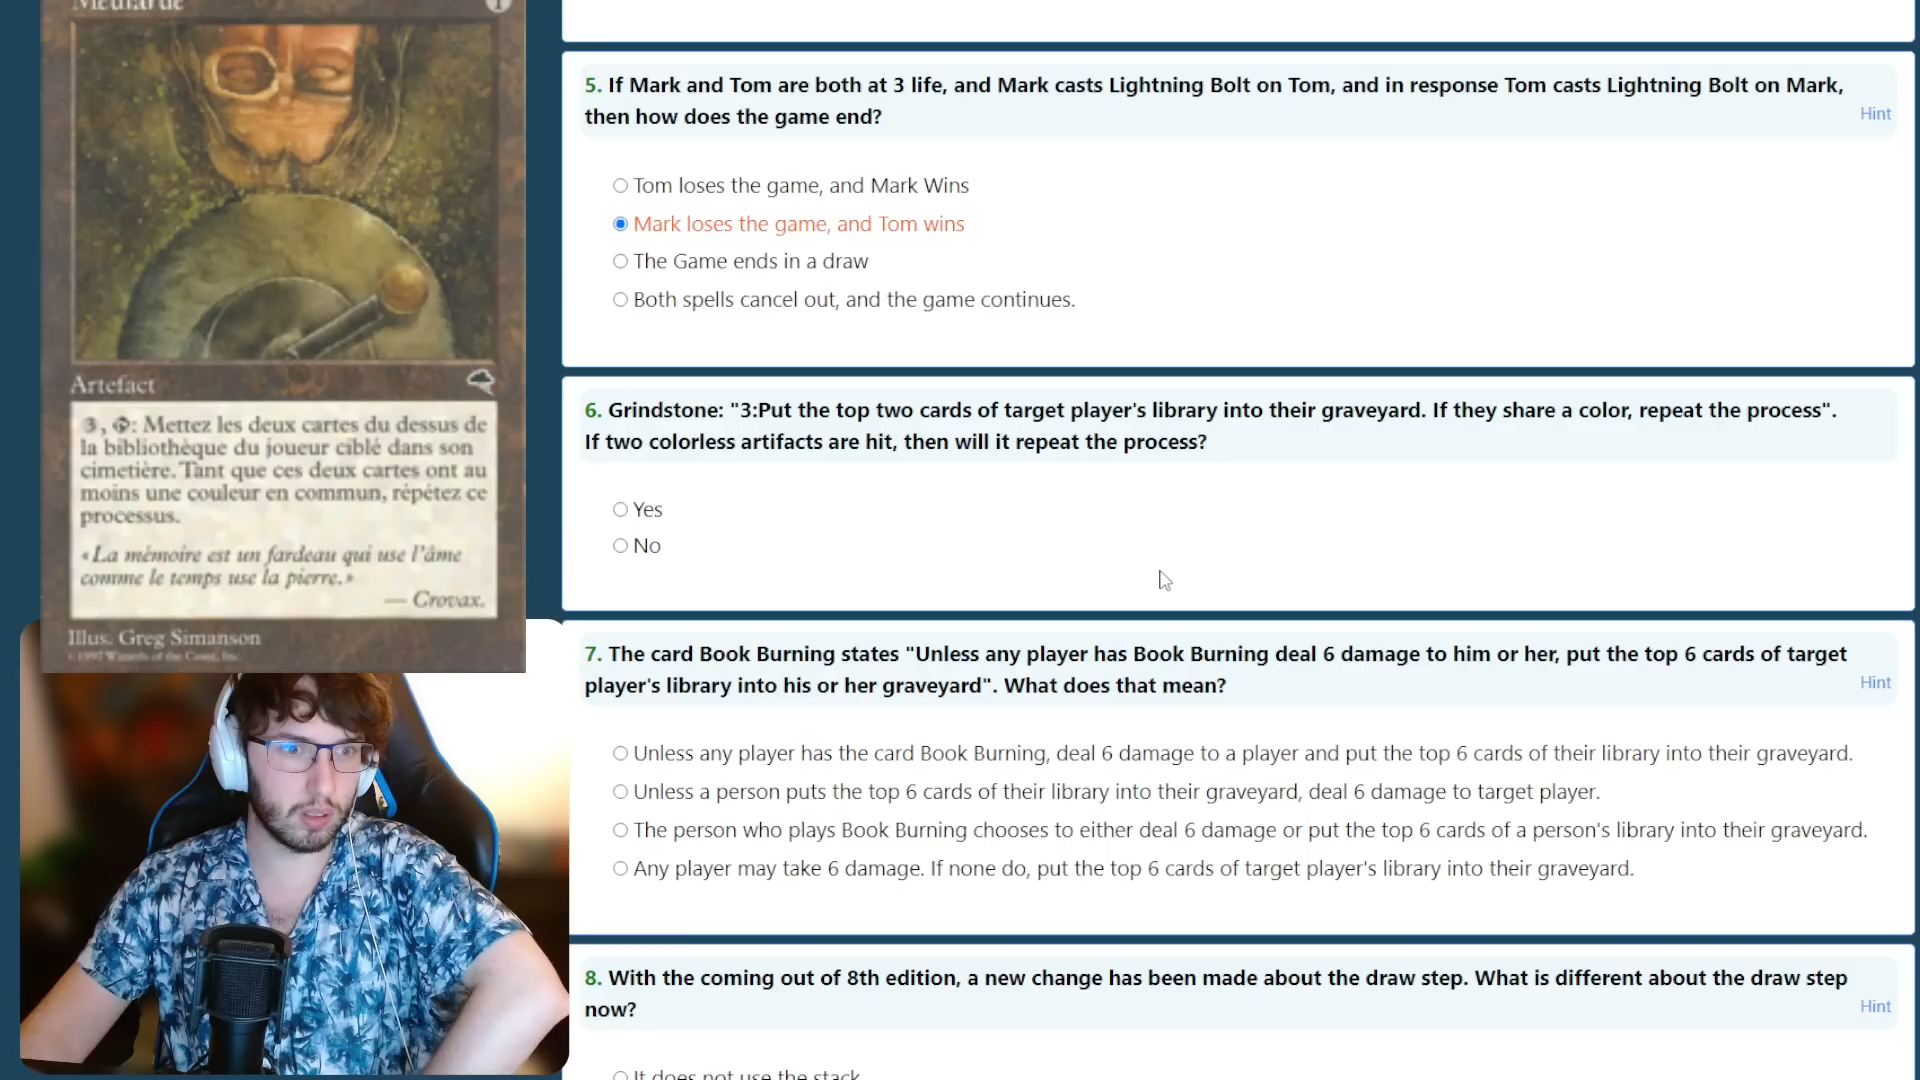 1
Artefact
3, : Mettez les deux cartes du dessus de
la bibliothèque du joueur ciblé dans son
cimetière. Tant que ces deux cartes ont au
moins une couleur en commun, répétez ce
processus.
«La mémoire est un fardeau qui use l'âme
comme le temps use la pierre.»
— Crovax.
Illus. Greg Simanson
5. If Mark and Tom are both at 3 life, and Mark casts Lightning Bolt on Tom, and in response Tom casts Lightning Bolt on Mark,
then how does the game end?
Hint
Tom loses the game, and Mark Wins
Mark loses the game, and Tom wins
The Game ends in a draw
Both spells cancel out, and the game continues.
6. Grindstone: "3:Put the top two cards of target player's library into their graveyard. If they share a color, repeat the process".
If two colorless artifacts are hit, then will it repeat the process?
Yes
No
7. The card Book Burning states "Unless any player has Book Burning deal 6 damage to him or her, put the top 6 cards of target
player's library into his or her graveyard". What does that mean?
Hint
Unless any player has the card Book Burning, deal 6 damage to a player and put the top 6 cards of their library into their graveyard.
Unless a person puts the top 6 cards of their library into their graveyard, deal 6 damage to target player.
The person who plays Book Burning chooses to either deal 6 damage or put the top 6 cards of a person's library into their graveyard.
Any player may take 6 damage. If none do, put the top 6 cards of target player's library into their graveyard.
8. With the coming out of 8th edition, a new change has been made about the draw step. What is different about the draw step
now?
Hint
It does not use the stack